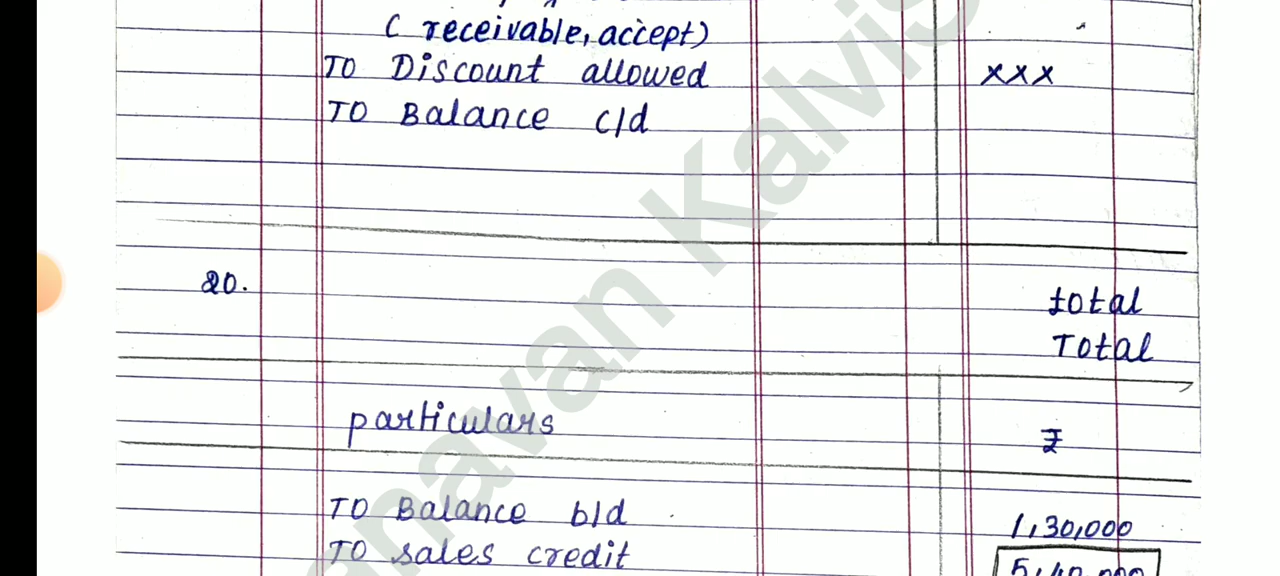 ( receivable, accept)
TO Discount allowed xxx
TO Balance c/d
20.
total
Total
particulars ₹
TO Balance b/d 1,30,000
TO sales credit